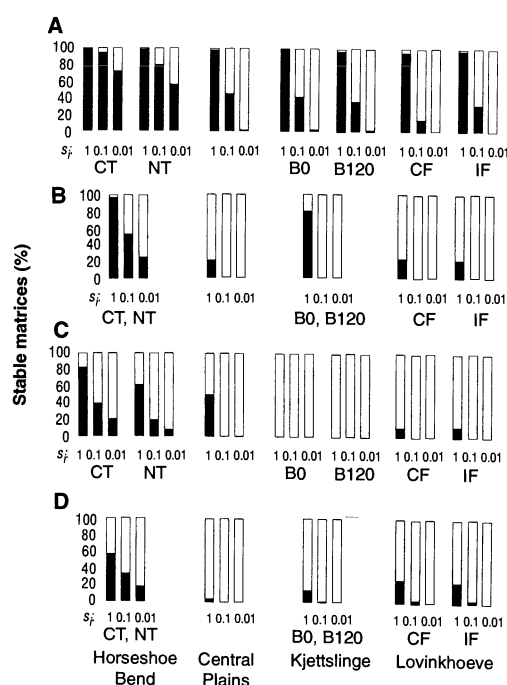 A
100
80
60
40
20
0
sᵢ. 1 0.1 0.01 1 0.1 0.01 1 0.1 0.01 1 0.1 0.01 1 0.1 0.01 1 0.1 0.01 1 0.1 0.01
CT NT B0 B120 CF IF
B
100
80
60
40
20
0
sᵢ. 1 0.1 0.01 1 0.1 0.01 1 0.1 0.01 1 0.1 0.01 1 0.1 0.01
CT, NT B0, B120 CF IF
Stable matrices (%)
C
100
80
60
40
20
0
sᵢ. 1 0.1 0.01 1 0.1 0.01 1 0.1 0.01 1 0.1 0.01 1 0.1 0.01 1 0.1 0.01 1 0.1 0.01
CT NT B0 B120 CF IF
D
100
80
60
40
20
0
sᵢ. 1 0.1 0.01 1 0.1 0.01 1 0.1 0.01 1 0.1 0.01 1 0.1 0.01
CT, NT B0, B120 CF IF
Horseshoe Central Kjettslinge Lovinkhoeve
Bend Plains